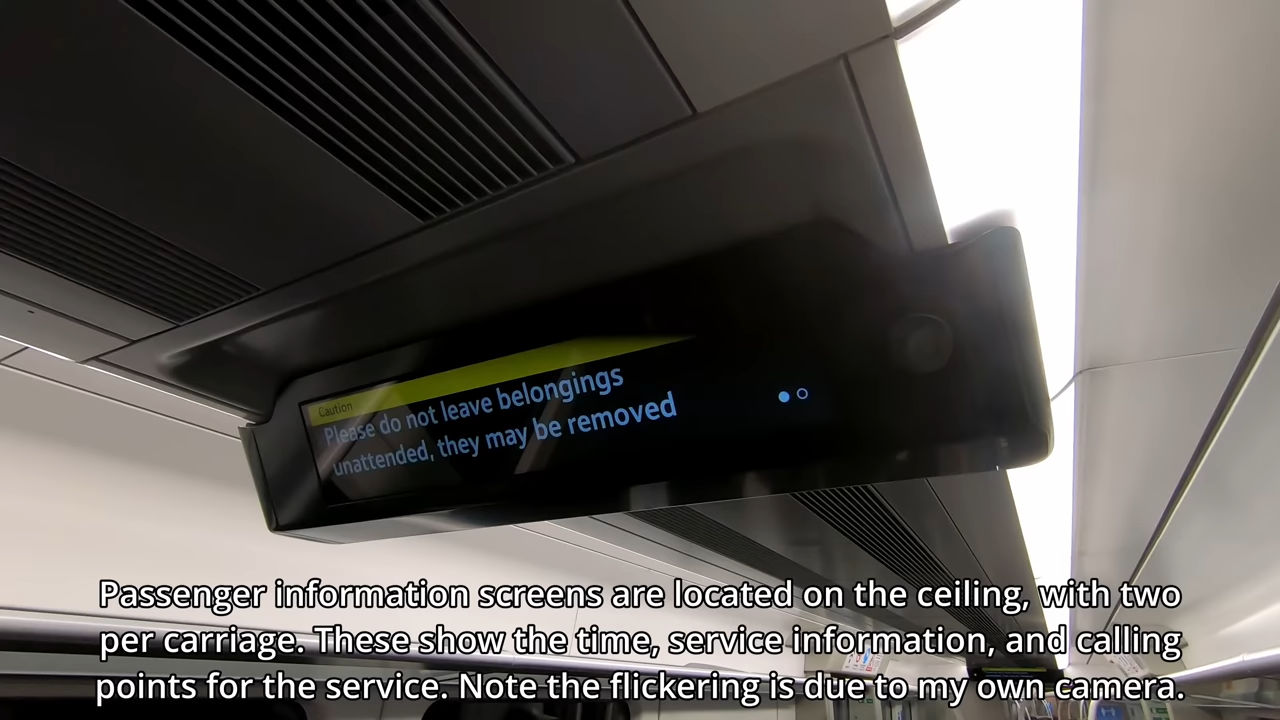 Caution
Please do not leave belongings
unattended, they may be removed
Passenger information screens are located on the ceiling, with two
per carriage. These show the time, service information, and calling
points for the service. Note the flickering is due to my own camera.